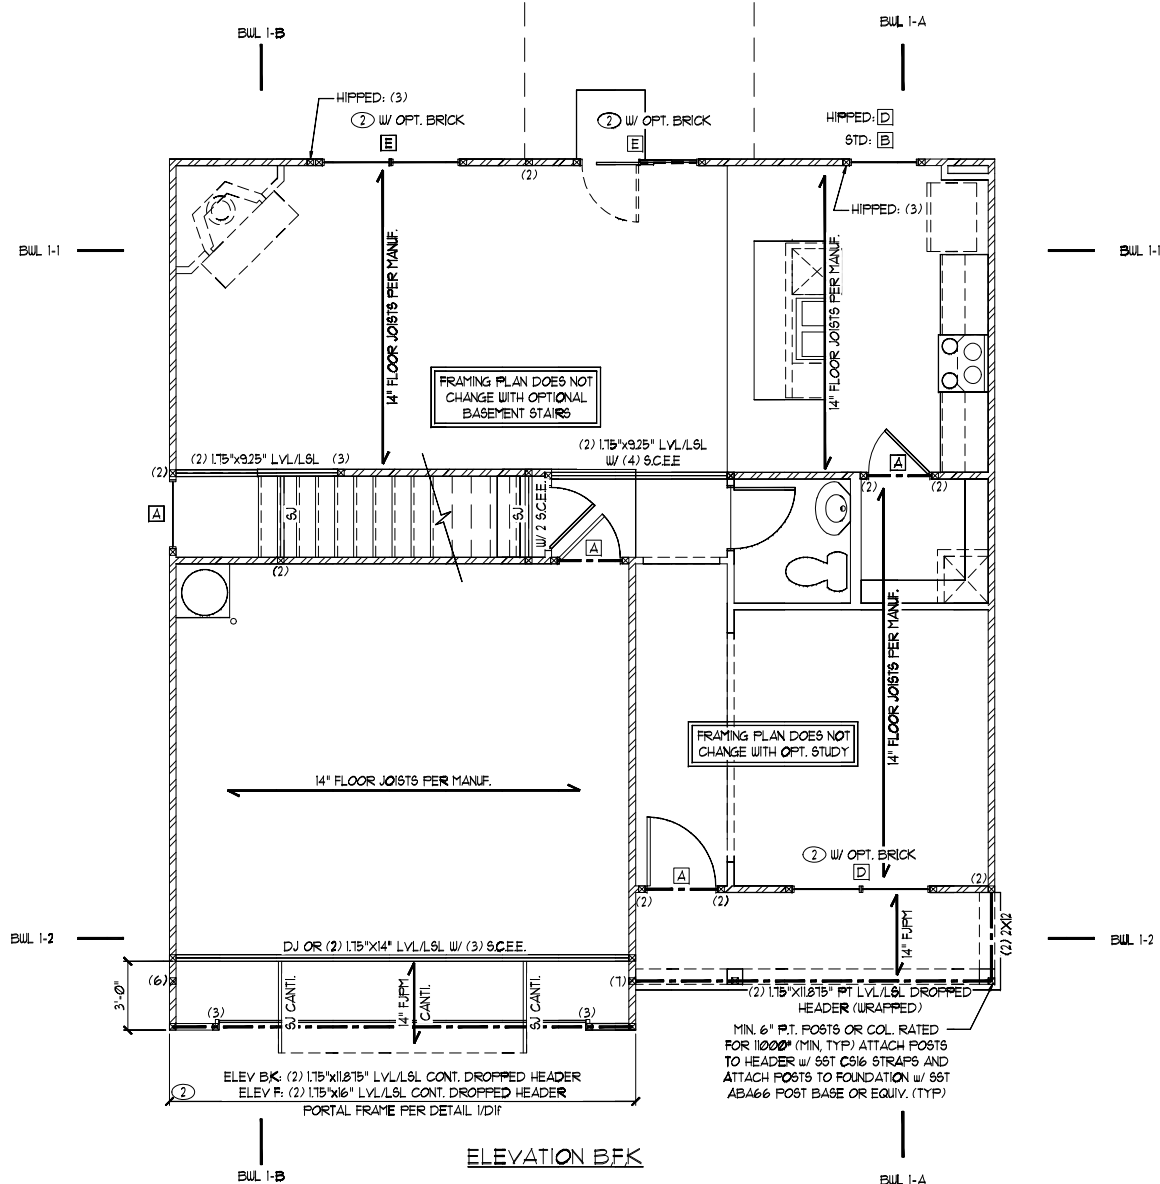 BWL 1-B
BWL 1-A
HIPPED: (3)
2 W/ OPT. BRICK
E
2 W/ OPT. BRICK
E
HIPPED: D
STD: B
(2)
HIPPED: (3)
BWL 1-1
BWL 1-1
14" FLOOR JOISTS PER MANUF.
14" FLOOR JOISTS PER MANUF.
FRAMING PLAN DOES NOT
CHANGE WITH OPTIONAL
BASEMENT STAIRS
(2) 1.75"x9.25" LVL/LSL
W/ (4) S.C.E.E
(2)
(2) 1.75"x9.25" LVL/LSL
(3)
A
(2)
(2)
A
SJ
SJ
W/ 2 S.C.E.E.
A
(2)
14" FLOOR JOISTS PER MANUF.
FRAMING PLAN DOES NOT
CHANGE WITH OPT. STUDY
14" FLOOR JOISTS PER MANUF.
2 W/ OPT. BRICK
D
A
(2)
(2)
(2)
BWL 1-2
BWL 1-2
14" FJPM
(2) 2X12
DJ OR (2) 1.75"X14" LVL/LSL W/ (3) S.C.E.E.
(6)
(7)
3'-0"
SJ CANTI.
14" FJPM
CANTI.
SJ CANTI.
(3)
(3)
(2) 1.75"X11.875" PT LVL/LSL DROPPED
HEADER (WRAPPED)
MIN. 6" P.T. POSTS OR COL. RATED
FOR 11000# (MIN, TYP) ATTACH POSTS
TO HEADER W/ SST CS16 STRAPS AND
ATTACH POSTS TO FOUNDATION W/ SST
ABA66 POST BASE OR EQUIV. (TYP)
ELEV B,K: (2) 1.75"x11.875" LVL/LSL CONT. DROPPED HEADER
2
ELEV F: (2) 1.75"x16" LVL/LSL CONT. DROPPED HEADER
PORTAL FRAME PER DETAIL 1/D1f
ELEVATION B,F,K
BWL 1-B
BWL 1-A